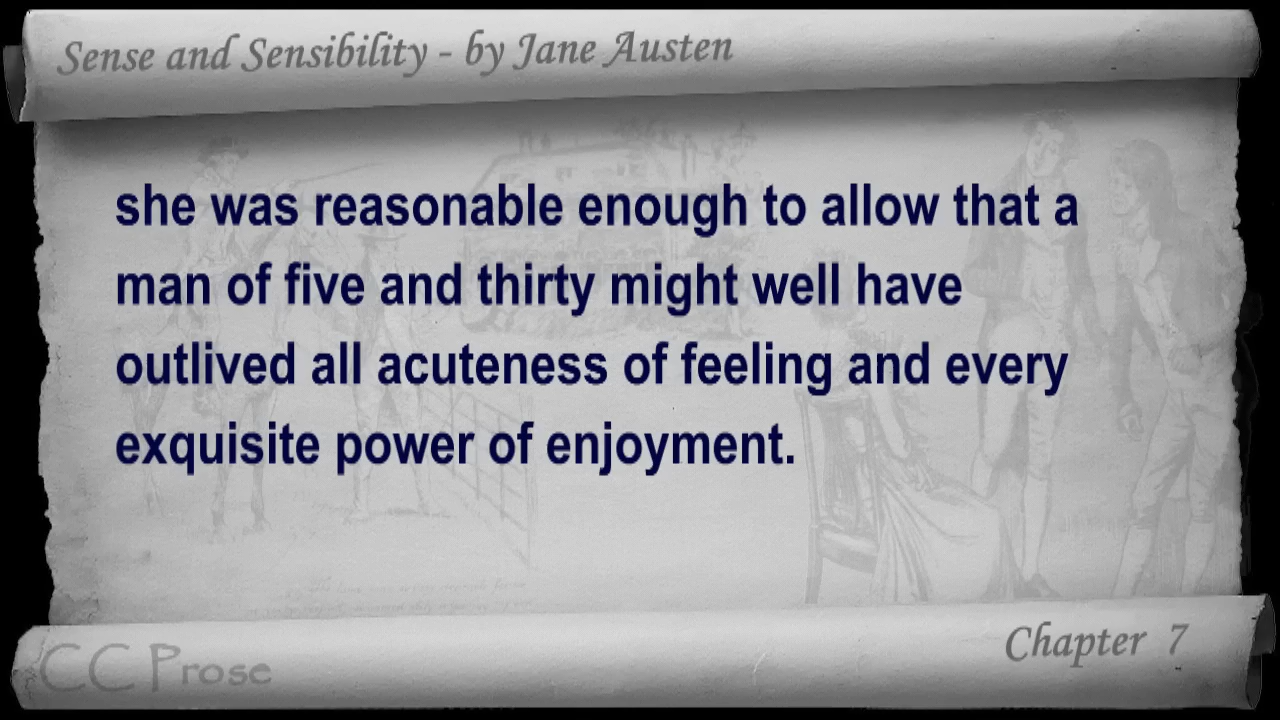 Sense and Sensibility - by Jane Austen
she was reasonable enough to allow that a
man of five and thirty might well have
outlived all acuteness of feeling and every
exquisite power of enjoyment.
Chapter 7
CC Prose